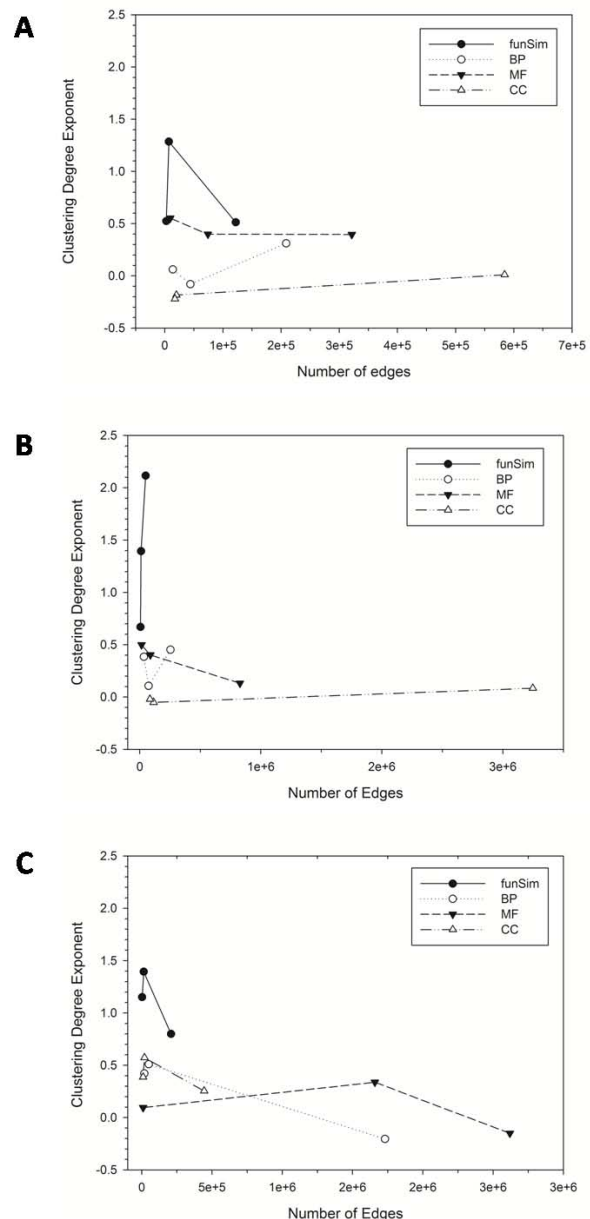 A
2.5
2.0
1.5
1.0
0.5
0.0
-0.5
Clustering Degree Exponent
funSim
BP
MF
CC
0 1e+5 2e+5 3e+5 4e+5 5e+5 6e+5 7e+5
Number of edges
B
2.5
2.0
1.5
1.0
0.5
0.0
-0.5
Clustering Degree Exponent
funSim
BP
MF
CC
0 1e+6 2e+6 3e+6
Number of Edges
C
2.5
2.0
1.5
1.0
0.5
0.0
-0.5
Clustering Degree Exponent
funSim
BP
MF
CC
0 5e+5 1e+6 2e+6 2e+6 3e+6 3e+6
Number of Edges